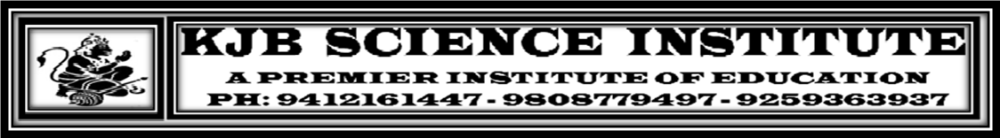 KJB SCIENCE INSTITUTE
A PREMIER INSTITUTE OF EDUCATION
PH: 9412161447 - 9808779497 - 9259363937